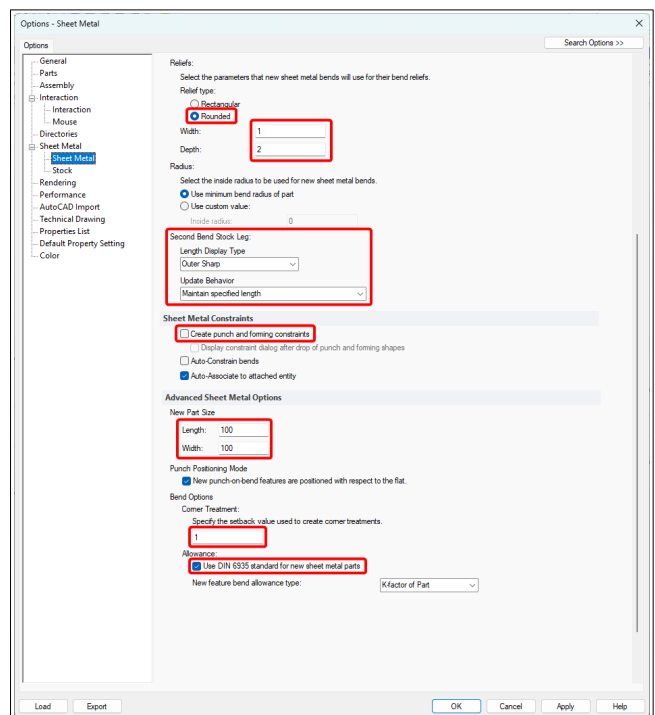 Options - Sheet Metal
Options
Search Options >>
General
Parts
Assembly
Interaction
Interaction
Mouse
Directories
Sheet Metal
Sheet Metal
Stock
Rendering
Performance
AutoCAD Import
Technical Drawing
Properties List
Default Property Setting
Color
Reliefs:
Select the parameters that new sheet metal bends will use for their bend reliefs.
Relief type:
Rectangular
Rounded
Width: 1
Depth: 2
Radius:
Select the inside radius to be used for new sheet metal bends.
Use minimum bend radius of part
Use custom value:
Inside radius: 0
Second Bend Stock Leg:
Length Display Type
Outer Sharp
Update Behavior
Maintain specified length
Sheet Metal Constraints
Create punch and forming constraints
Display constraint dialog after drop of punch and forming shapes
Auto-Constrain bends
Auto-Associate to attached entity
Advanced Sheet Metal Options
New Part Size
Length: 100
Width: 100
Punch Positioning Mode
New punch-on-bend features are positioned with respect to the flat.
Bend Options
Corner Treatment:
Specify the setback value used to create corner treatments.
1
Allowance:
Use DIN 6935 standard for new sheet metal parts
New feature bend allowance type: K-factor of Part
Load Export OK Cancel Apply Help